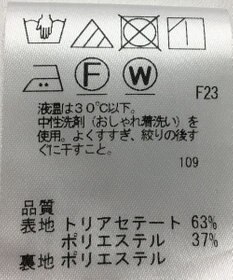 F W
F23
液温は30℃以下。
中性洗剤(おしゃれ着洗い)を
使用。よくすすぎ、絞りの後す
ぐに干すこと。
109
品質
表地 トリアセテート 63%
ポリエステル 37%
裏地 ポリエステル